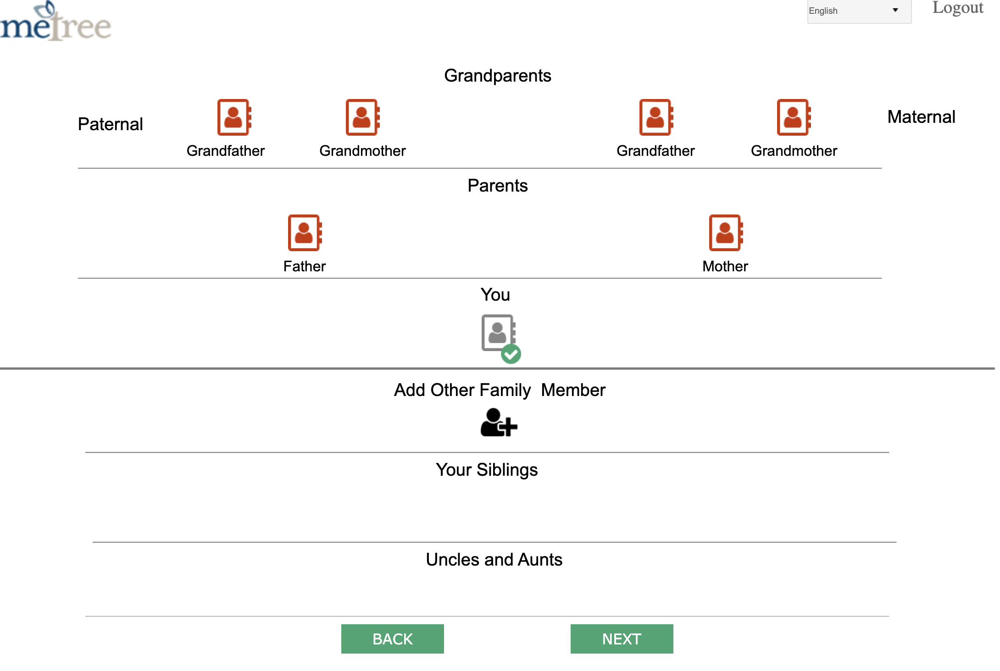 metree
English
Logout
Grandparents
Paternal
Maternal
Grandfather
Grandmother
Grandfather
Grandmother
Parents
Father
Mother
You
Add Other Family  Member
Your Siblings
Uncles and Aunts
BACK
NEXT